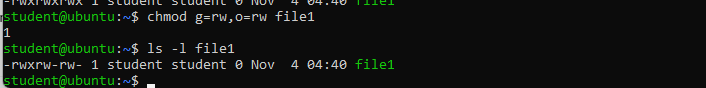 -rwxrwxrwx 1 student student 0 Nov  4 04:40 file1
student@ubuntu:~$ chmod g=rw,o=rw file1
1
student@ubuntu:~$ ls -l file1
-rwxrw-rw- 1 student student 0 Nov  4 04:40 file1
student@ubuntu:~$